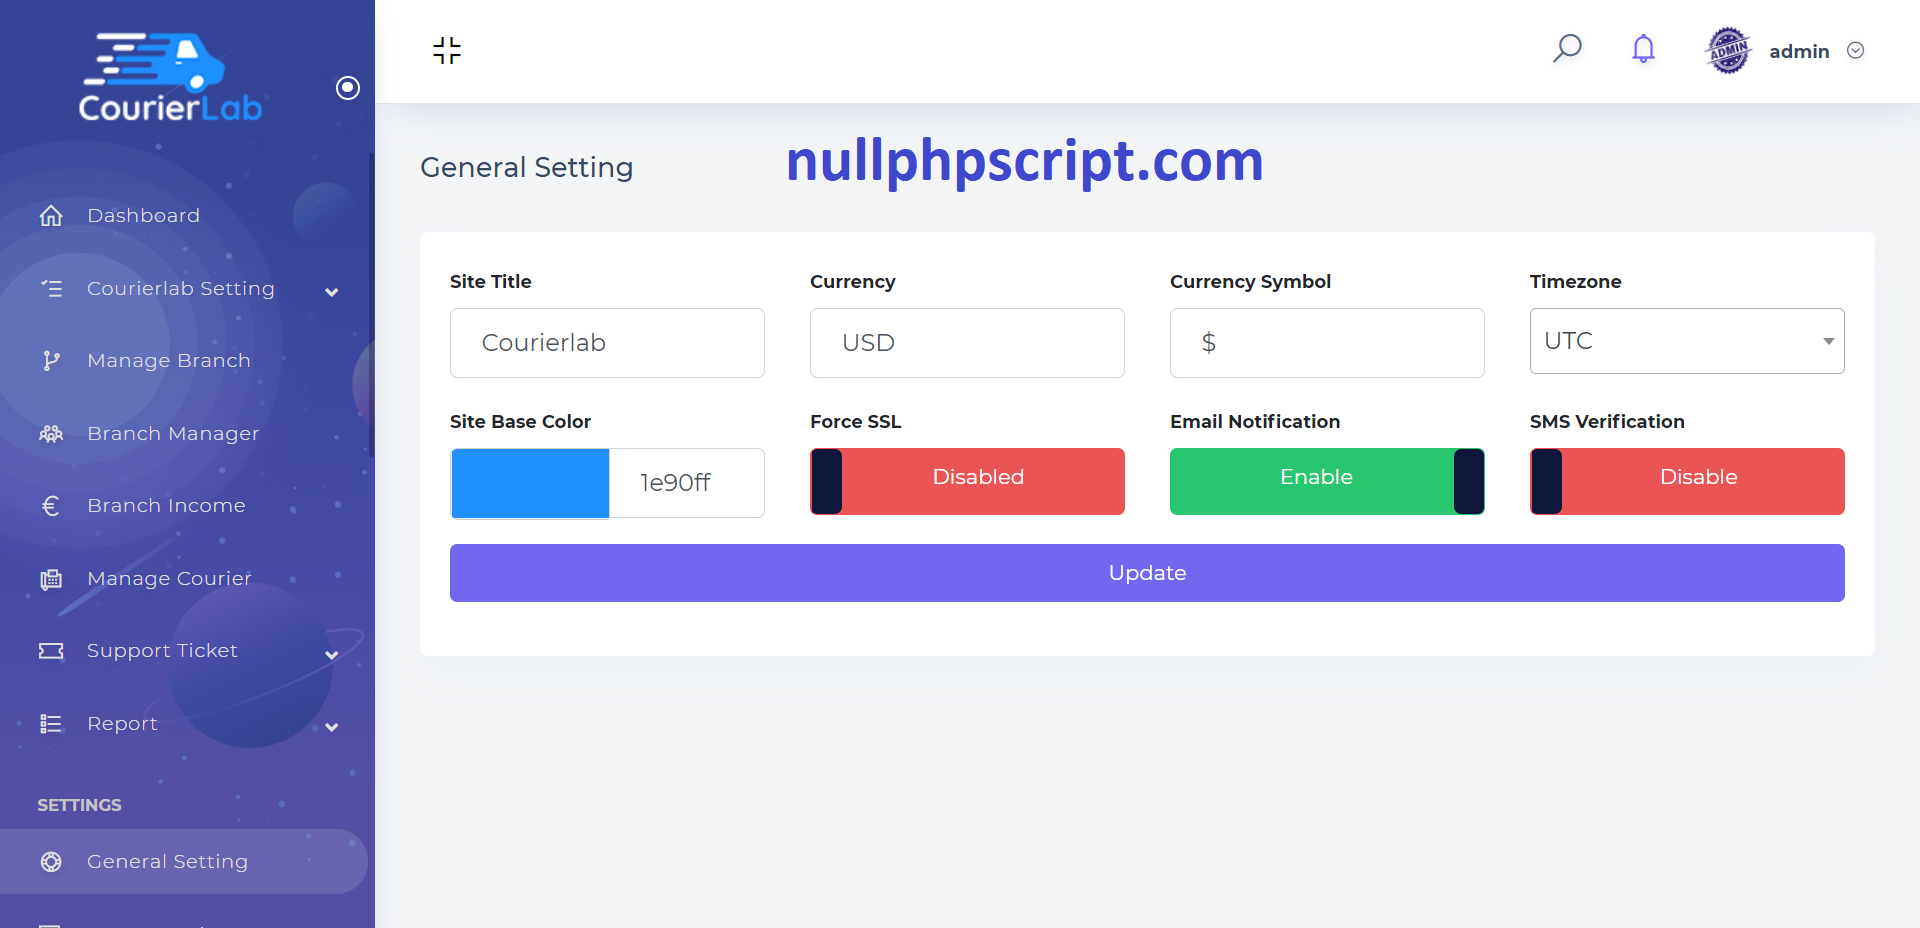 CourierLab
ADMIN
admin
General Setting
nullphpscript.com
Dashboard
Courierlab Setting
Manage Branch
Branch Manager
Branch Income
Manage Courier
Support Ticket
Report
SETTINGS
General Setting
Site Title
Currency
Currency Symbol
Timezone
Courierlab
USD
$
UTC
Site Base Color
Force SSL
Email Notification
SMS Verification
1e90ff
Disabled
Enable
Disable
Update